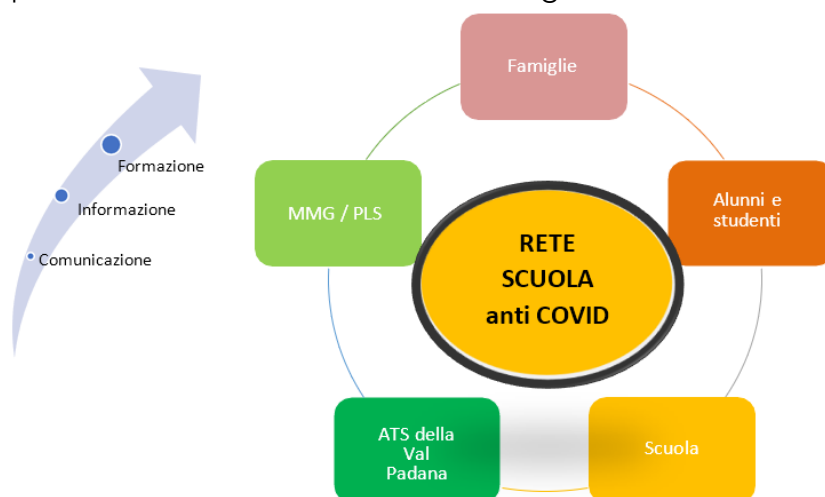 Famiglie
Formazione
Informazione
Comunicazione
MMG / PLS
Alunni e
studenti
RETE
SCUOLA
anti COVID
ATS della
Val
Padana
Scuola